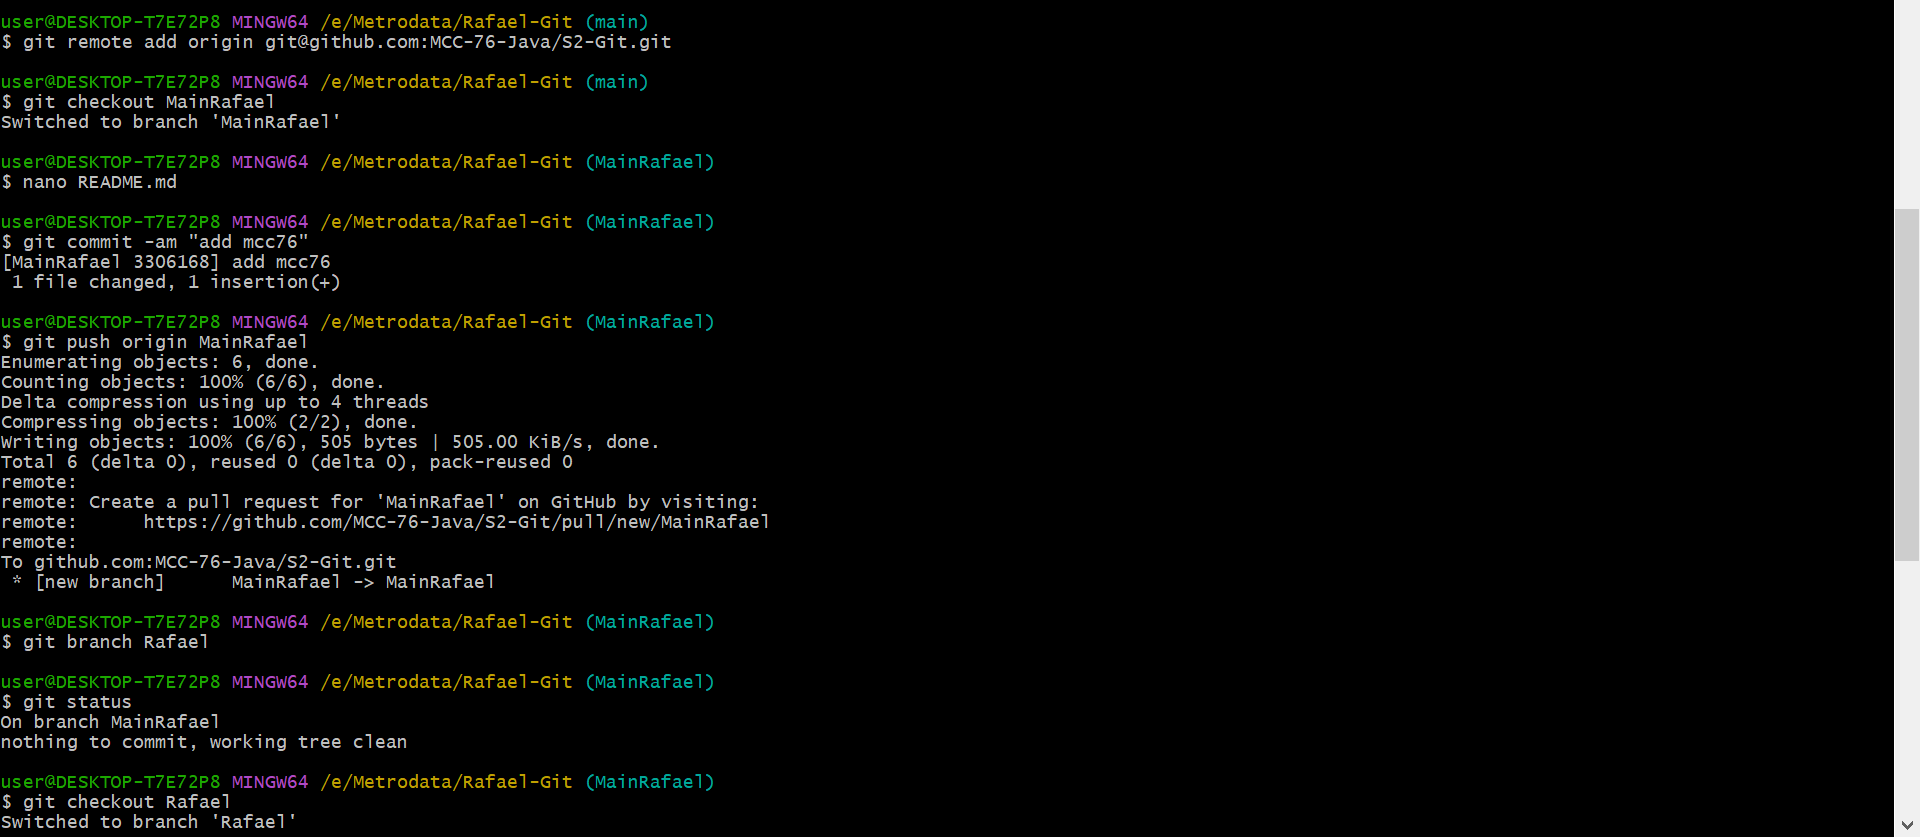 user@DESKTOP-T7E72P8 MINGW64 /e/Metrodata/Rafael-Git (main)
$ git remote add origin git@github.com:MCC-76-Java/S2-Git.git
user@DESKTOP-T7E72P8 MINGW64 /e/Metrodata/Rafael-Git (main)
$ git checkout MainRafael
Switched to branch 'MainRafael'
user@DESKTOP-T7E72P8 MINGW64 /e/Metrodata/Rafael-Git (MainRafael)
$ nano README.md
user@DESKTOP-T7E72P8 MINGW64 /e/Metrodata/Rafael-Git (MainRafael)
$ git commit -am "add mcc76"
[MainRafael 3306168] add mcc76
 1 file changed, 1 insertion(+)
user@DESKTOP-T7E72P8 MINGW64 /e/Metrodata/Rafael-Git (MainRafael)
$ git push origin MainRafael
Enumerating objects: 6, done.
Counting objects: 100% (6/6), done.
Delta compression using up to 4 threads
Compressing objects: 100% (2/2), done.
Writing objects: 100% (6/6), 505 bytes | 505.00 KiB/s, done.
Total 6 (delta 0), reused 0 (delta 0), pack-reused 0
remote:
remote: Create a pull request for 'MainRafael' on GitHub by visiting:
remote:      https://github.com/MCC-76-Java/S2-Git/pull/new/MainRafael
remote:
To github.com:MCC-76-Java/S2-Git.git
 * [new branch]      MainRafael -> MainRafael
user@DESKTOP-T7E72P8 MINGW64 /e/Metrodata/Rafael-Git (MainRafael)
$ git branch Rafael
user@DESKTOP-T7E72P8 MINGW64 /e/Metrodata/Rafael-Git (MainRafael)
$ git status
On branch MainRafael
nothing to commit, working tree clean
user@DESKTOP-T7E72P8 MINGW64 /e/Metrodata/Rafael-Git (MainRafael)
$ git checkout Rafael
Switched to branch 'Rafael'